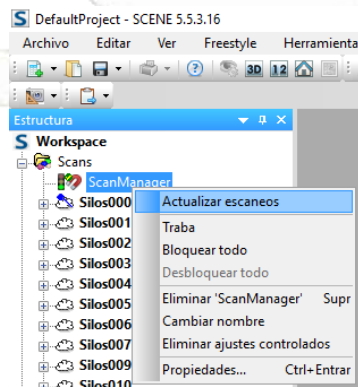 S DefaultProject - SCENE 5.5.3.16
Archivo Editar Ver Freestyle Herramienta
3D 12
Estructura
S Workspace
Scans
ScanManager
Silos000 Actualizar escaneos
Silos001 Traba
Silos002 Bloquear todo
Silos003 Desbloquear todo
Silos004
Silos005 Eliminar 'ScanManager' Supr
Silos006 Cambiar nombre
Silos007 Eliminar ajustes controlados
Silos009 Propiedades... Ctrl+Entrar
Silos010